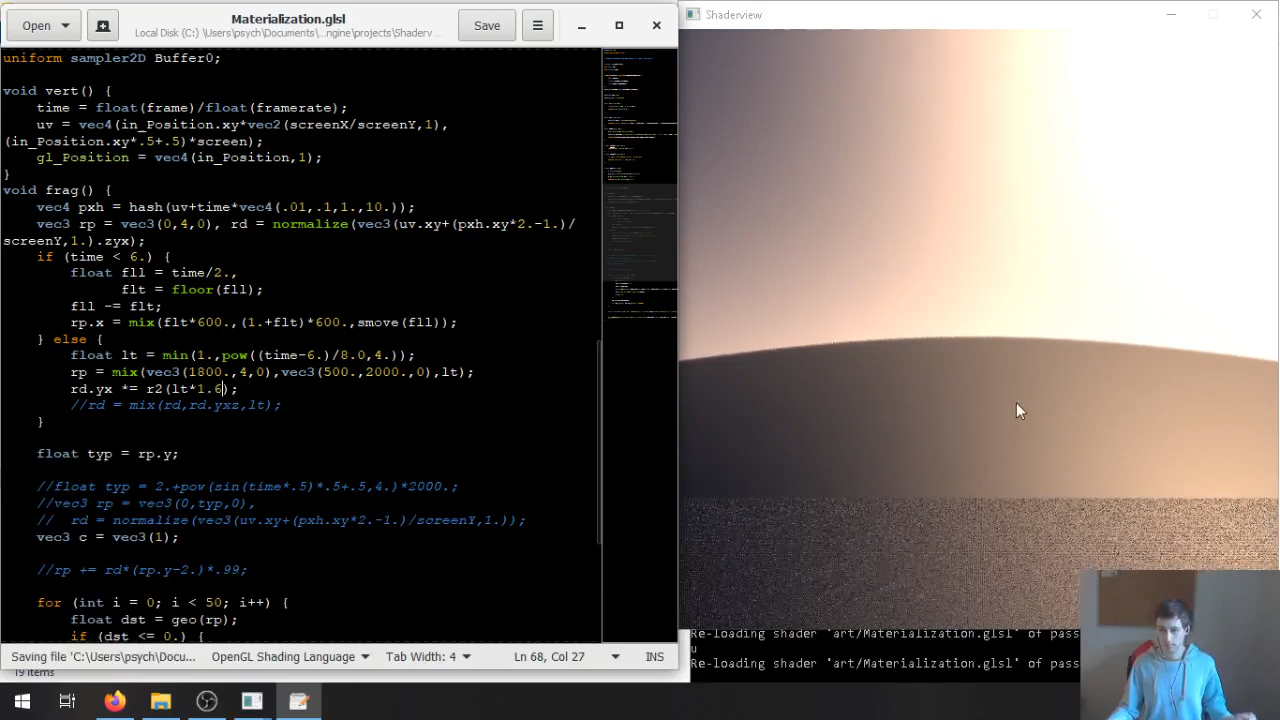 Open
Materialization.glsl
Local Disk (C:) \Users\psych\Documents\...ngine\projects\Shaderv...
Save
Shaderview
uniform sampler2D Buffer0;
void vert() {
time = float(frame)/float(framerate);
uv = vec4(in_Position.xy*vec2(screenX/screenY,1),
(in_Position.xy*.5+.5)*screen);
gl_Position = vec4(in_Position,1);
}
void frag() {
vec4 pxh = hash(uv+time*vec4(.01,.1,1.,10.));
vec3 rp = vec3(0,4,0), rd = normalize(vec3(uv.xy+(pxh.xy*2.-1.)/
screenY,1.).zyx);
if (time < 6.) {
float fll = time/2.,
flt = floor(fll);
fll -= flt;
rp.x = mix(flt*600.,(1.+flt)*600.,smove(fll));
} else {
float lt = min(1.,pow((time-6.)/8.0,4.));
rp = mix(vec3(1800.,4,0),vec3(500.,2000.,0),lt);
rd.yx *= r2(lt*1.6);
//rd = mix(rd,rd.yxz,lt);
}
float typ = rp.y;
//float typ = 2.+pow(sin(time*.5)*.5+.5,4.)*2000.;
//vec3 rp = vec3(0,typ,0),
// rd = normalize(vec3(uv.xy+(pxh.xy*2.-1.)/screenY,1.));
vec3 c = vec3(1);
//rp += rd*(rp.y-2.)*.99;
for (int i = 0; i < 50; i++) {
float dst = geo(rp);
if (dst <= 0.) {
Re-loading shader 'art/Materialization.glsl' of pass
u
Re-loading shader 'art/Materialization.glsl' of pass
Saving file 'C:\Users\psych\Docu...
OpenGL Shading Language
Tab Width: 4
Ln 68, Col 27
INS
19 items